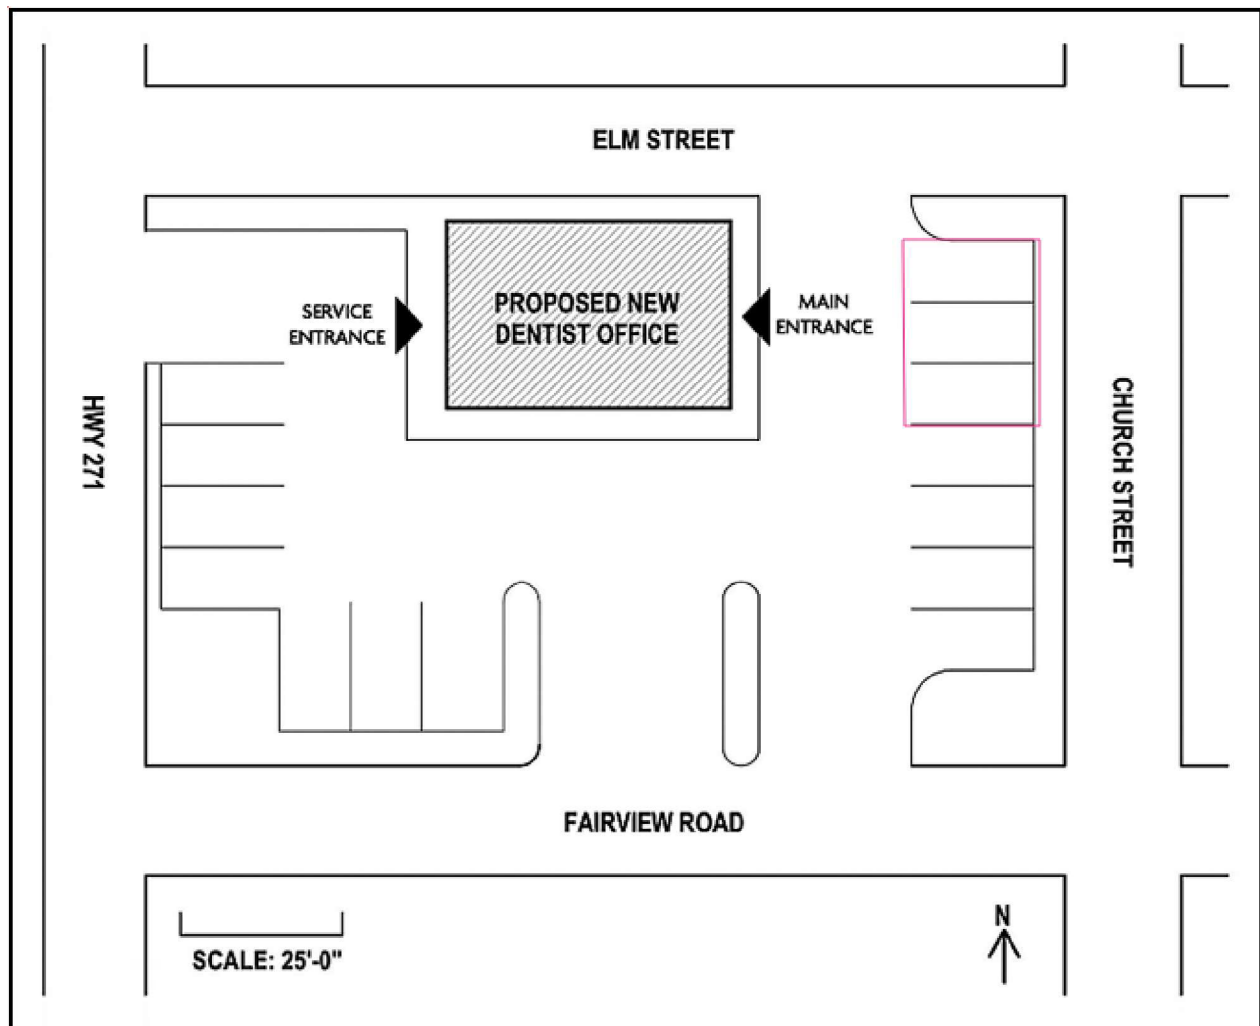 ELM STREET
SERVICE
ENTRANCE
PROPOSED NEW
DENTIST OFFICE
MAIN
ENTRANCE
HWY 271
CHURCH STREET
FAIRVIEW ROAD
SCALE: 25'-0"
N